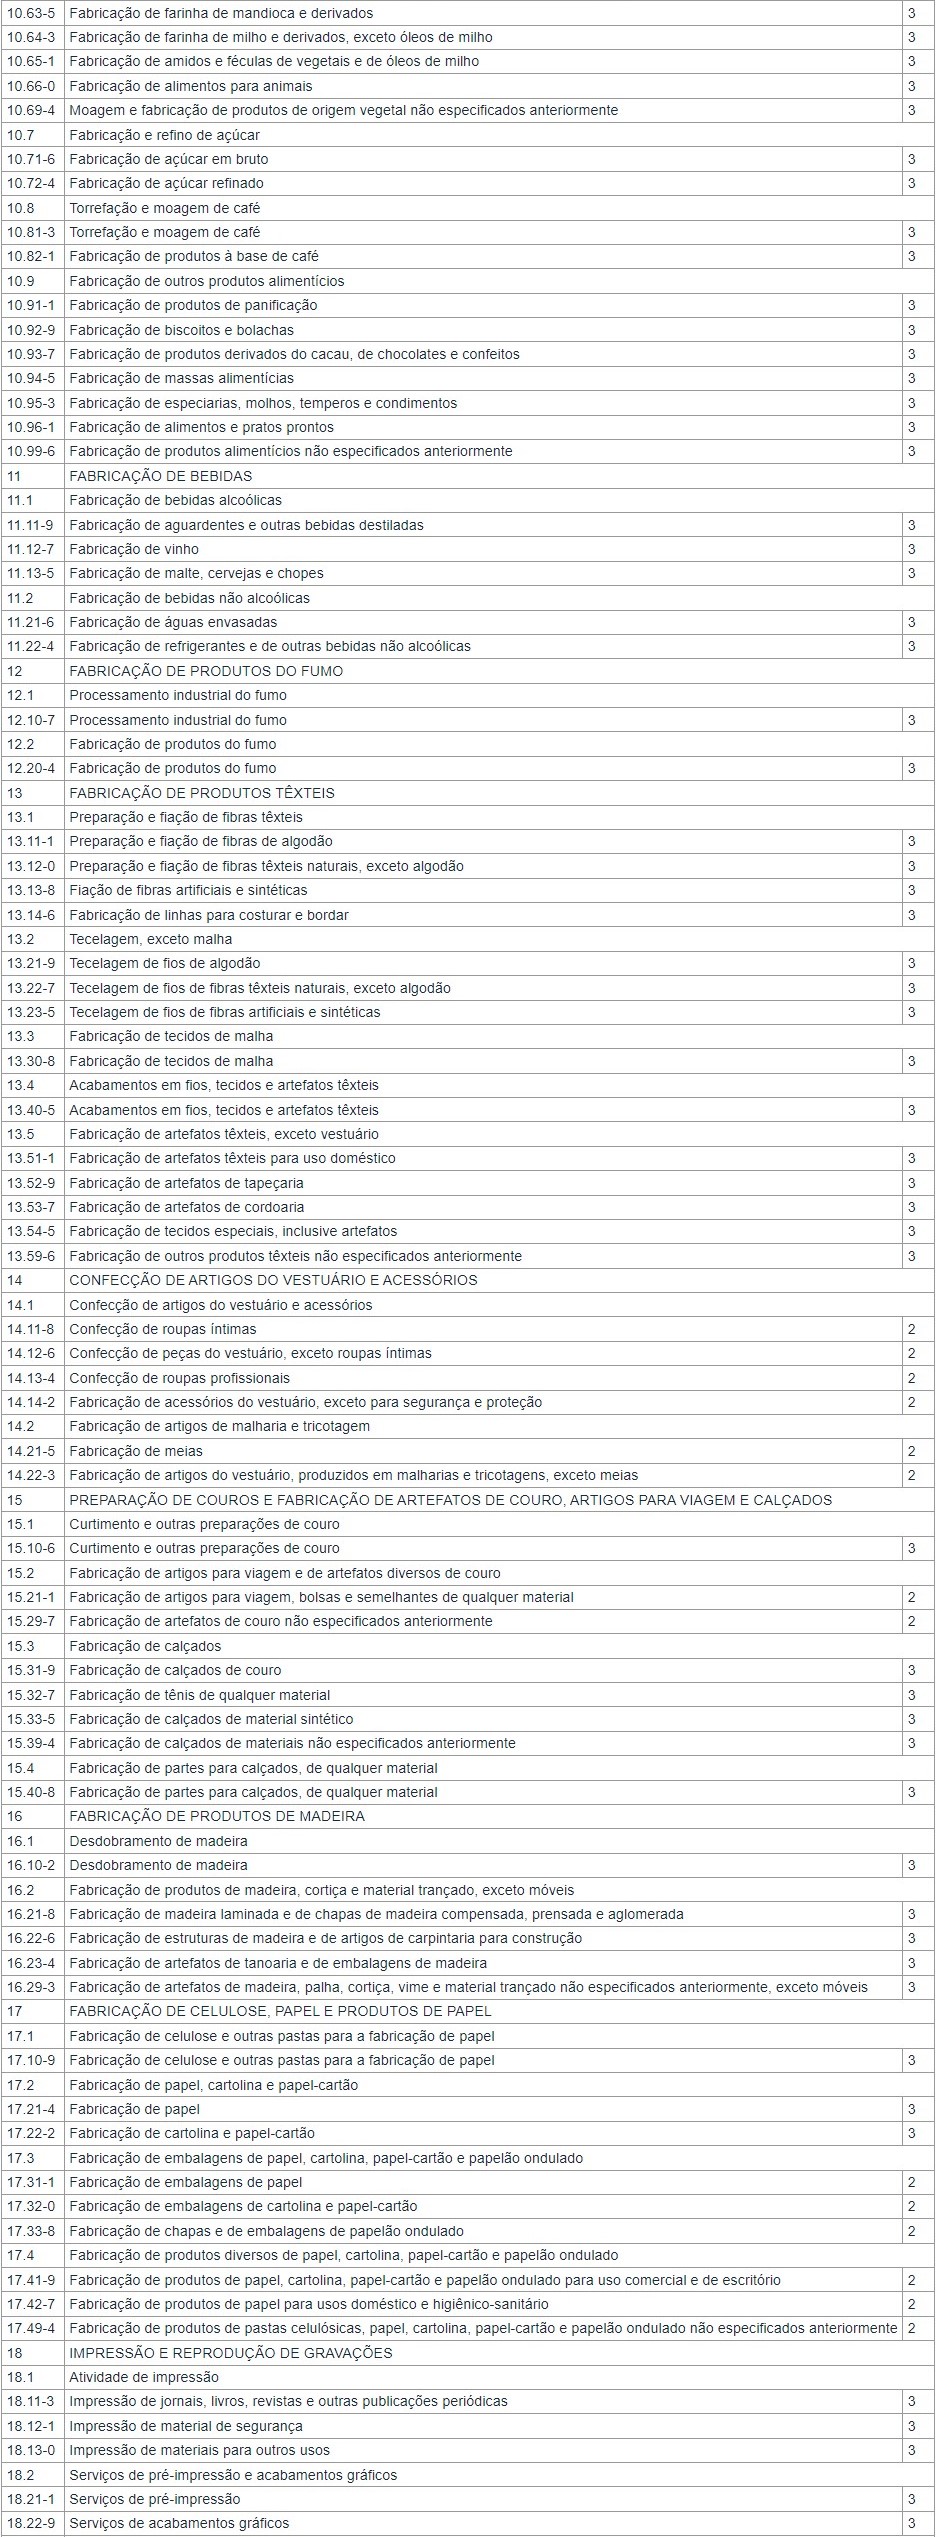 10.63-5 Fabricação de farinha de mandioca e derivados 3
10.64-3 Fabricação de farinha de milho e derivados, exceto óleos de milho 3
10.65-1 Fabricação de amidos e féculas de vegetais e de óleos de milho 3
10.66-0 Fabricação de alimentos para animais 3
10.69-4 Moagem e fabricação de produtos de origem vegetal não especificados anteriormente 3
10.7 Fabricação e refino de açúcar
10.71-6 Fabricação de açúcar em bruto 3
10.72-4 Fabricação de açúcar refinado 3
10.8 Torrefação e moagem de café
10.81-3 Torrefação e moagem de café 3
10.82-1 Fabricação de produtos à base de café 3
10.9 Fabricação de outros produtos alimentícios
10.91-1 Fabricação de produtos de panificação 3
10.92-9 Fabricação de biscoitos e bolachas 3
10.93-7 Fabricação de produtos derivados do cacau, de chocolates e confeitos 3
10.94-5 Fabricação de massas alimentícias 3
10.95-3 Fabricação de especiarias, molhos, temperos e condimentos 3
10.96-1 Fabricação de alimentos e pratos prontos 3
10.99-6 Fabricação de produtos alimentícios não especificados anteriormente 3
11 FABRICAÇÃO DE BEBIDAS
11.1 Fabricação de bebidas alcoólicas
11.11-9 Fabricação de aguardentes e outras bebidas destiladas 3
11.12-7 Fabricação de vinho 3
11.13-5 Fabricação de malte, cervejas e chopes 3
11.2 Fabricação de bebidas não alcoólicas
11.21-6 Fabricação de águas envasadas 3
11.22-4 Fabricação de refrigerantes e de outras bebidas não alcoólicas 3
12 FABRICAÇÃO DE PRODUTOS DO FUMO
12.1 Processamento industrial do fumo
12.10-7 Processamento industrial do fumo 3
12.2 Fabricação de produtos do fumo
12.20-4 Fabricação de produtos do fumo 3
13 FABRICAÇÃO DE PRODUTOS TÊXTEIS
13.1 Preparação e fiação de fibras têxteis
13.11-1 Preparação e fiação de fibras de algodão 3
13.12-0 Preparação e fiação de fibras têxteis naturais, exceto algodão 3
13.13-8 Fiação de fibras artificiais e sintéticas 3
13.14-6 Fabricação de linhas para costurar e bordar 3
13.2 Tecelagem, exceto malha
13.21-9 Tecelagem de fios de algodão 3
13.22-7 Tecelagem de fios de fibras têxteis naturais, exceto algodão 3
13.23-5 Tecelagem de fios de fibras artificiais e sintéticas 3
13.3 Fabricação de tecidos de malha
13.30-8 Fabricação de tecidos de malha 3
13.4 Acabamentos em fios, tecidos e artefatos têxteis
13.40-5 Acabamentos em fios, tecidos e artefatos têxteis 3
13.5 Fabricação de artefatos têxteis, exceto vestuário
13.51-1 Fabricação de artefatos têxteis para uso doméstico 3
13.52-9 Fabricação de artefatos de tapeçaria 3
13.53-7 Fabricação de artefatos de cordoaria 3
13.54-5 Fabricação de tecidos especiais, inclusive artefatos 3
13.59-6 Fabricação de outros produtos têxteis não especificados anteriormente 3
14 CONFECÇÃO DE ARTIGOS DO VESTUÁRIO E ACESSÓRIOS
14.1 Confecção de artigos do vestuário e acessórios
14.11-8 Confecção de roupas íntimas 2
14.12-6 Confecção de peças do vestuário, exceto roupas íntimas 2
14.13-4 Confecção de roupas profissionais 2
14.14-2 Fabricação de acessórios do vestuário, exceto para segurança e proteção 2
14.2 Fabricação de artigos de malharia e tricotagem
14.21-5 Fabricação de meias 2
14.22-3 Fabricação de artigos do vestuário, produzidos em malharias e tricotagens, exceto meias 2
15 PREPARAÇÃO DE COUROS E FABRICAÇÃO DE ARTEFATOS DE COURO, ARTIGOS PARA VIAGEM E CALÇADOS
15.1 Curtimento e outras preparações de couro
15.10-6 Curtimento e outras preparações de couro 3
15.2 Fabricação de artigos para viagem e de artefatos diversos de couro
15.21-1 Fabricação de artigos para viagem, bolsas e semelhantes de qualquer material 2
15.29-7 Fabricação de artefatos de couro não especificados anteriormente 2
15.3 Fabricação de calçados
15.31-9 Fabricação de calçados de couro 3
15.32-7 Fabricação de tênis de qualquer material 3
15.33-5 Fabricação de calçados de material sintético 3
15.39-4 Fabricação de calçados de materiais não especificados anteriormente 3
15.4 Fabricação de partes para calçados, de qualquer material
15.40-8 Fabricação de partes para calçados, de qualquer material 3
16 FABRICAÇÃO DE PRODUTOS DE MADEIRA
16.1 Desdobramento de madeira
16.10-2 Desdobramento de madeira 3
16.2 Fabricação de produtos de madeira, cortiça e material trançado, exceto móveis
16.21-8 Fabricação de madeira laminada e de chapas de madeira compensada, prensada e aglomerada 3
16.22-6 Fabricação de estruturas de madeira e de artigos de carpintaria para construção 3
16.23-4 Fabricação de artefatos de tanoaria e de embalagens de madeira 3
16.29-3 Fabricação de artefatos de madeira, palha, cortiça, vime e material trançado não especificados anteriormente, exceto móveis 3
17 FABRICAÇÃO DE CELULOSE, PAPEL E PRODUTOS DE PAPEL
17.1 Fabricação de celulose e outras pastas para a fabricação de papel
17.10-9 Fabricação de celulose e outras pastas para a fabricação de papel 3
17.2 Fabricação de papel, cartolina e papel-cartão
17.21-4 Fabricação de papel 3
17.22-2 Fabricação de cartolina e papel-cartão 3
17.3 Fabricação de embalagens de papel, cartolina, papel-cartão e papelão ondulado
17.31-1 Fabricação de embalagens de papel 2
17.32-0 Fabricação de embalagens de cartolina e papel-cartão 2
17.33-8 Fabricação de chapas e de embalagens de papelão ondulado 2
17.4 Fabricação de produtos diversos de papel, cartolina, papel-cartão e papelão ondulado
17.41-9 Fabricação de produtos de papel, cartolina, papel-cartão e papelão ondulado para uso comercial e de escritório 2
17.42-7 Fabricação de produtos de papel para usos doméstico e higiênico-sanitário 2
17.49-4 Fabricação de produtos de pastas celulósicas, papel, cartolina, papel-cartão e papelão ondulado não especificados anteriormente 2
18 IMPRESSÃO E REPRODUÇÃO DE GRAVAÇÕES
18.1 Atividade de impressão
18.11-3 Impressão de jornais, livros, revistas e outras publicações periódicas 3
18.12-1 Impressão de material de segurança 3
18.13-0 Impressão de materiais para outros usos 3
18.2 Serviços de pré-impressão e acabamentos gráficos
18.21-1 Serviços de pré-impressão 3
18.22-9 Serviços de acabamentos gráficos 3